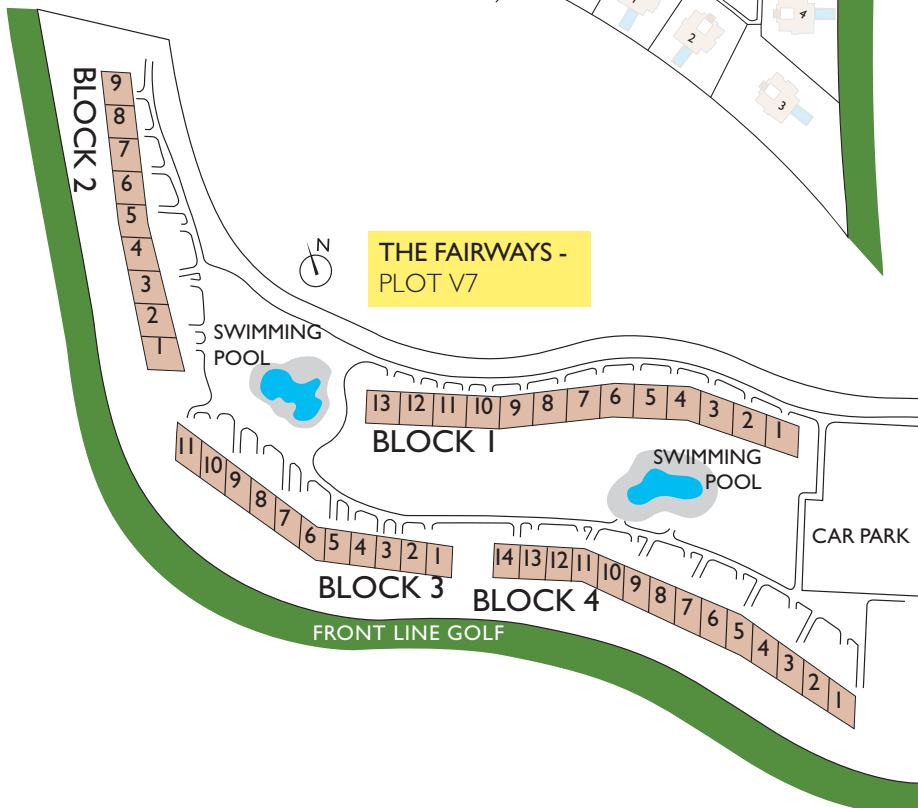 1
2
4
3
BLOCK 2
9
8
7
6
5
4
3
2
1
N
THE FAIRWAYS -
PLOT V7
SWIMMING
POOL
13 12 11 10 9 8 7 6 5 4 3 2 1
BLOCK 1
SWIMMING
POOL
CAR PARK
11 10 9 8 7 6 5 4 3 2 1
BLOCK 3
14 13 12 11 10 9 8 7 6 5 4 3 2 1
BLOCK 4
FRONT LINE GOLF